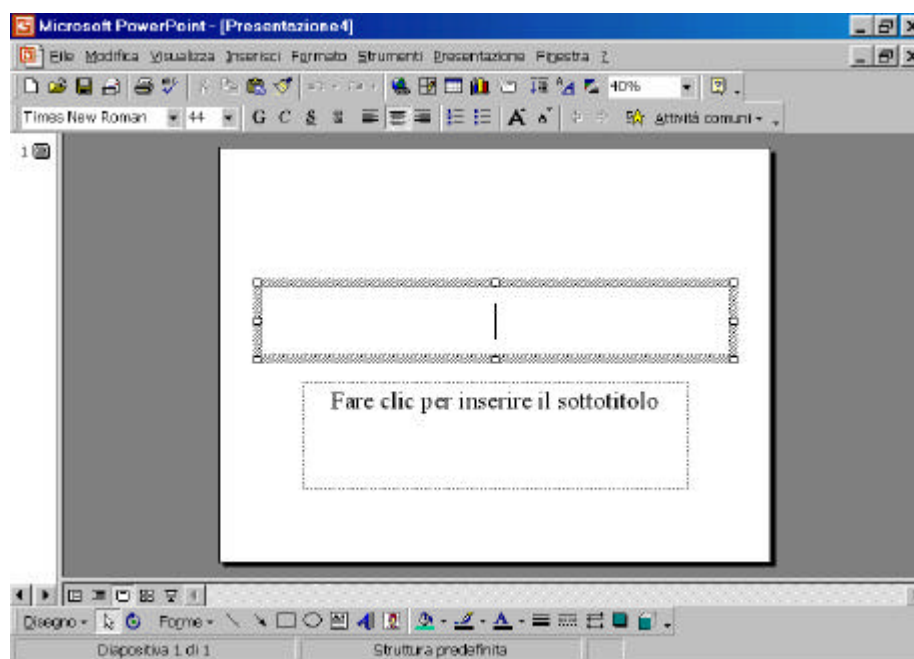 Microsoft PowerPoint - [Presentazione4]
File Modifica Visualizza Inserisci Formato Strumenti Presentazione Finestra ?
40%
Times New Roman 44 G C S S A A Attività comuni
1
Fare clic per inserire il sottotitolo
Disegno Forme A A
Diapositiva 1 di 1 Struttura predefinita